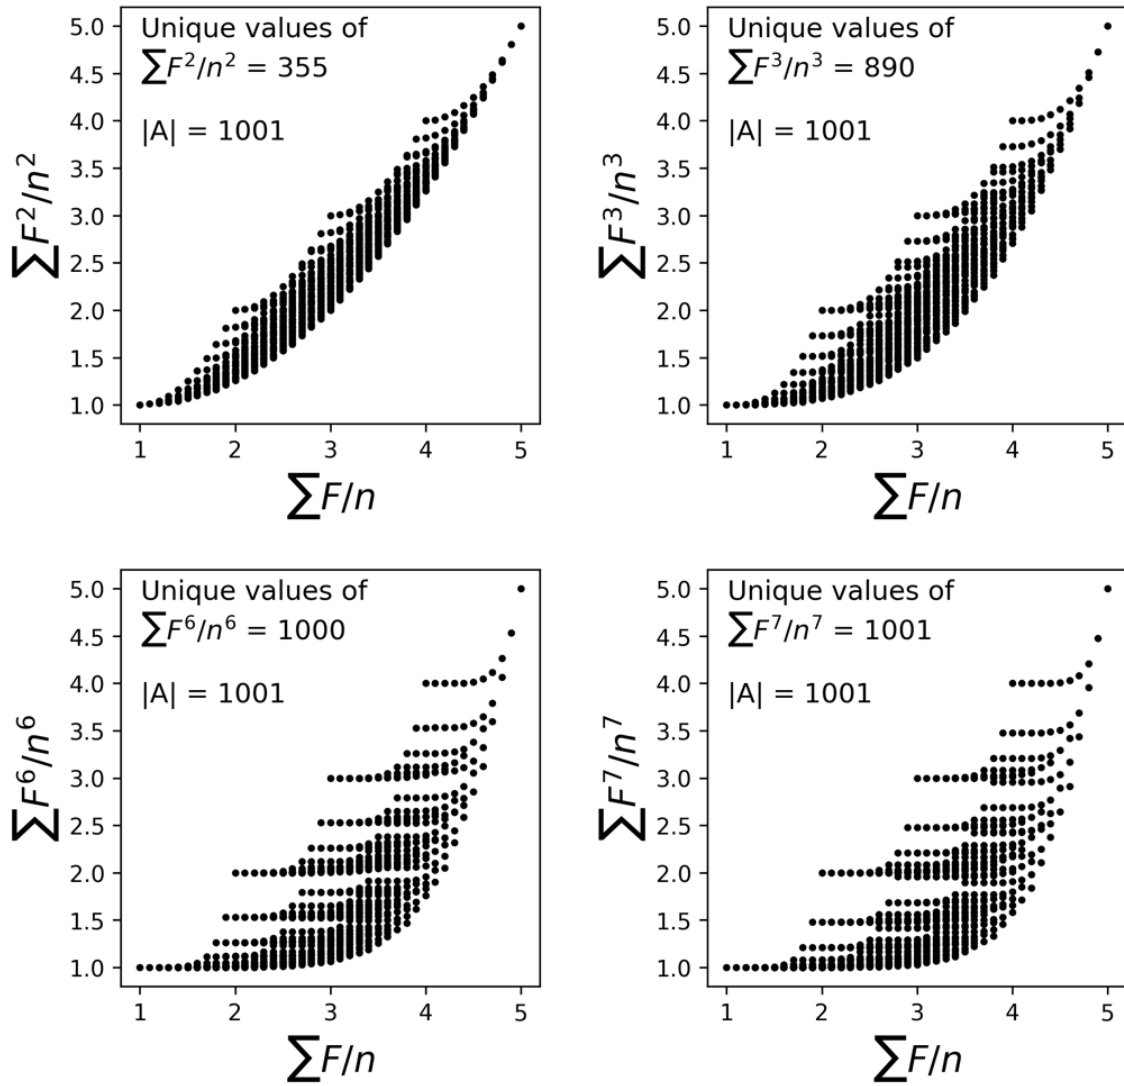 Unique values of
∑F²/n² = 355
|A| = 1001
∑F²/n²
5.0
4.5
4.0
3.5
3.0
2.5
2.0
1.5
1.0
1 2 3 4 5
∑F/n
Unique values of
∑F³/n³ = 890
|A| = 1001
∑F³/n³
5.0
4.5
4.0
3.5
3.0
2.5
2.0
1.5
1.0
1 2 3 4 5
∑F/n
Unique values of
∑F⁶/n⁶ = 1000
|A| = 1001
∑F⁶/n⁶
5.0
4.5
4.0
3.5
3.0
2.5
2.0
1.5
1.0
1 2 3 4 5
∑F/n
Unique values of
∑F⁷/n⁷ = 1001
|A| = 1001
∑F⁷/n⁷
5.0
4.5
4.0
3.5
3.0
2.5
2.0
1.5
1.0
1 2 3 4 5
∑F/n